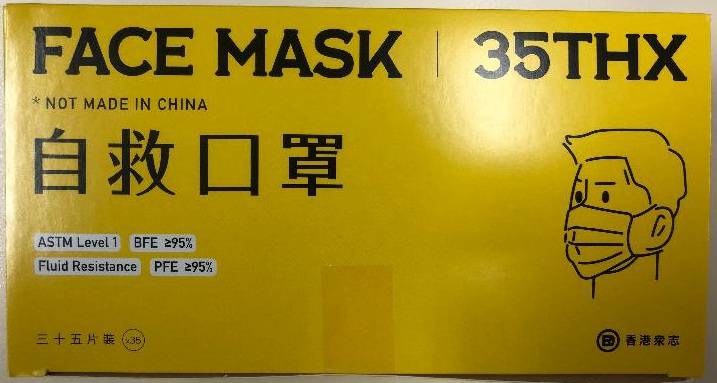 FACE MASK | 35THX
* NOT MADE IN CHINA
自救口罩
ASTM Level 1 BFE ≥95%
Fluid Resistance PFE ≥95%
三十五片裝 x35
香港眾志